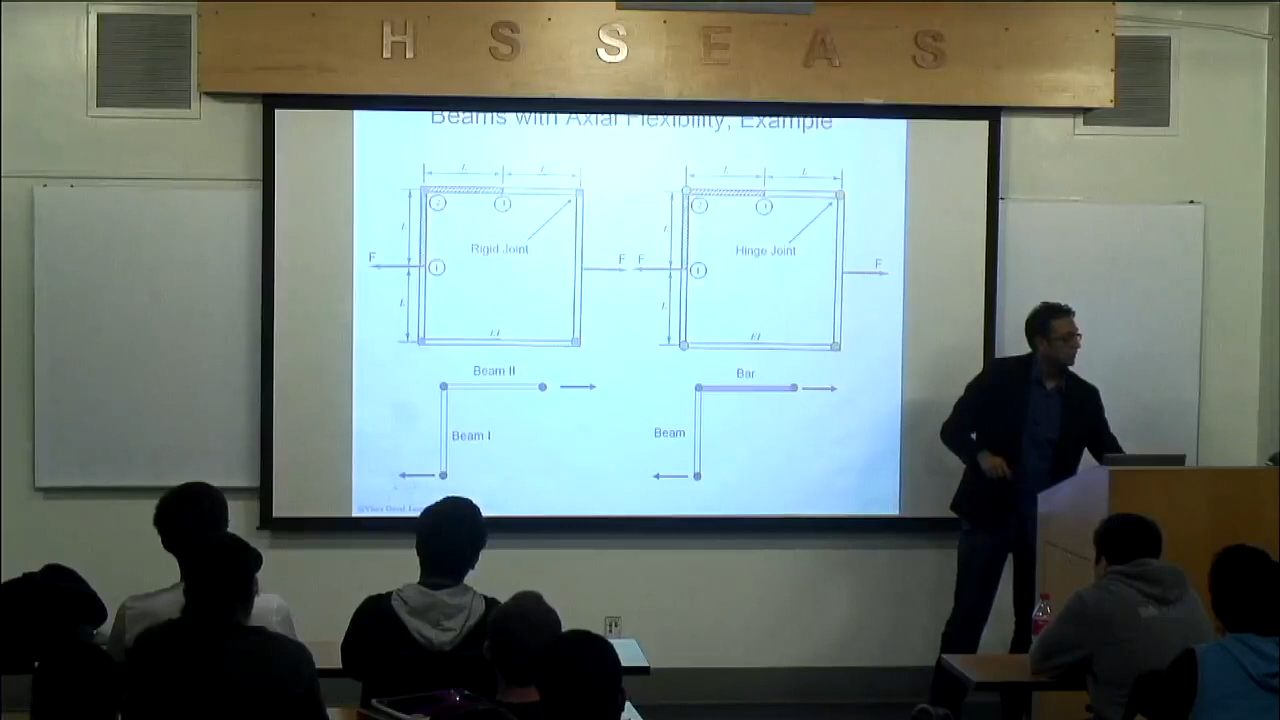 HSSEAS
Beams with Axial Flexibility, Example
L L L L
2 3 2 3
L Rigid Joint L Hinge Joint
F F F F
1 1
L L
EI EI
Beam II Bar
Beam I Beam